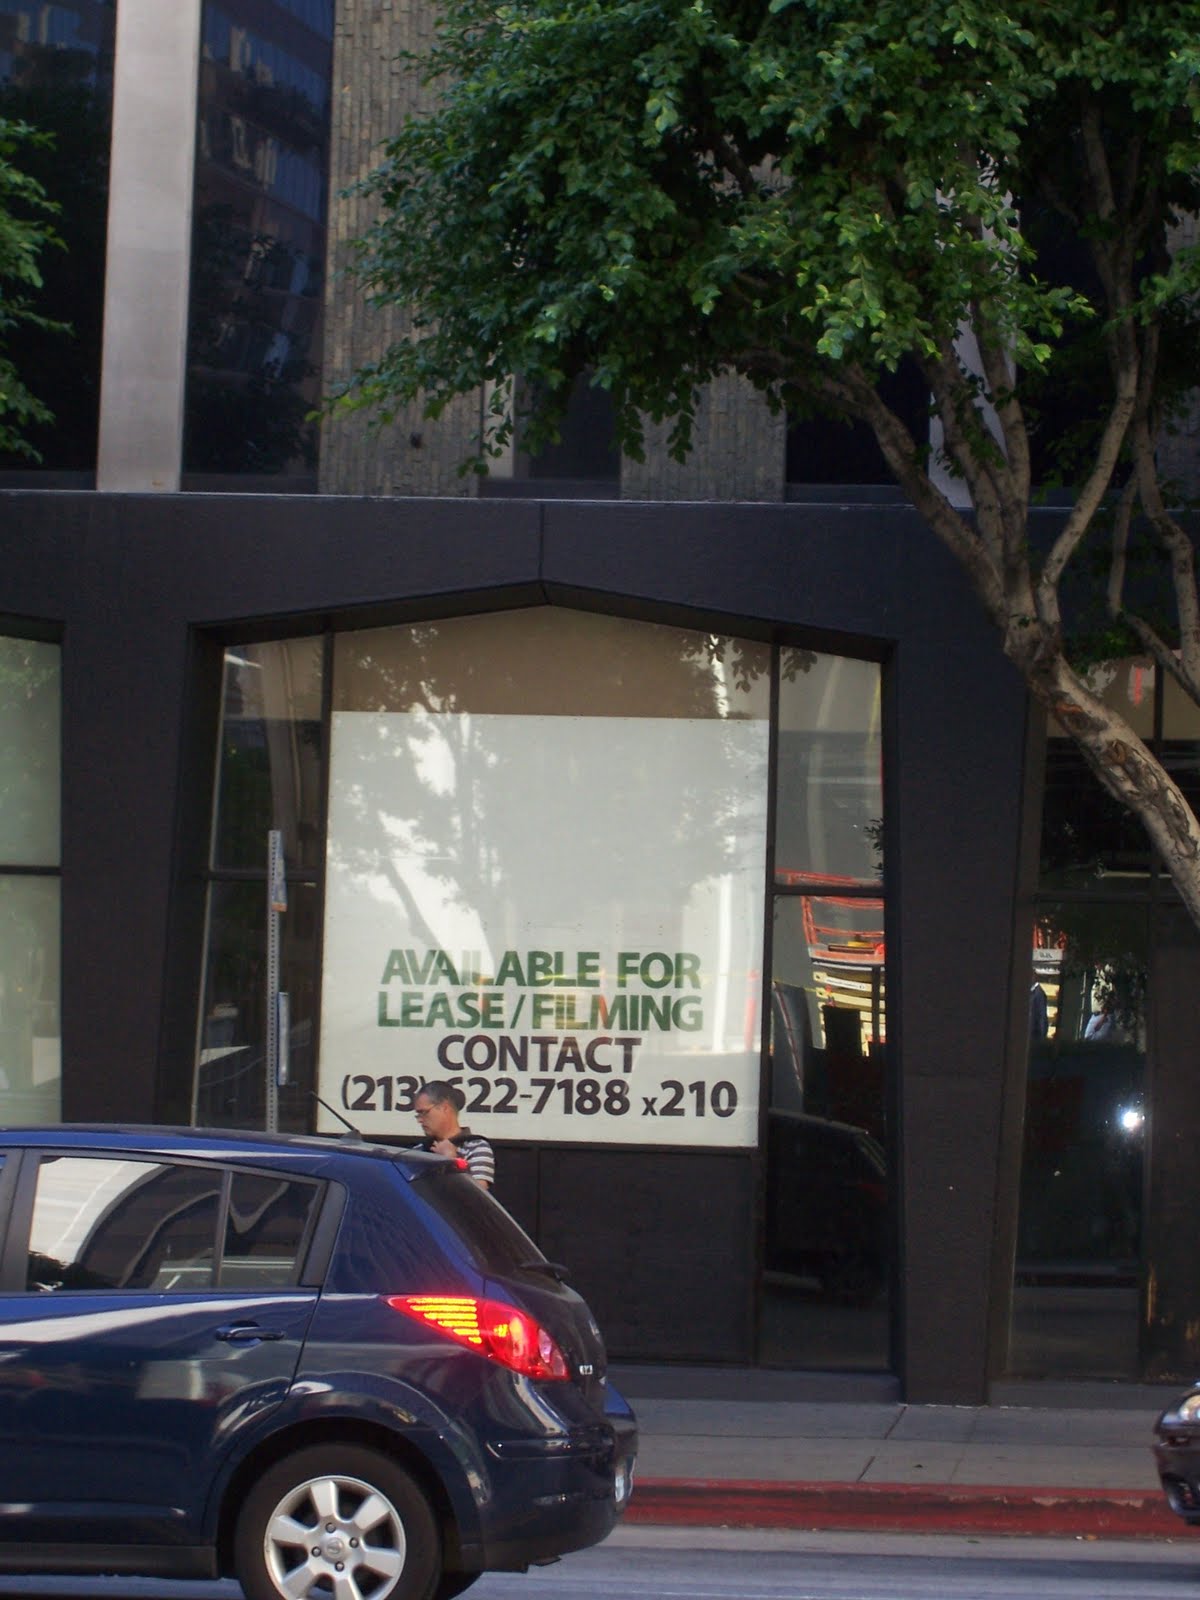 AVAILABLE FOR
LEASE/FILMING
CONTACT
(213) 622-7188 x210